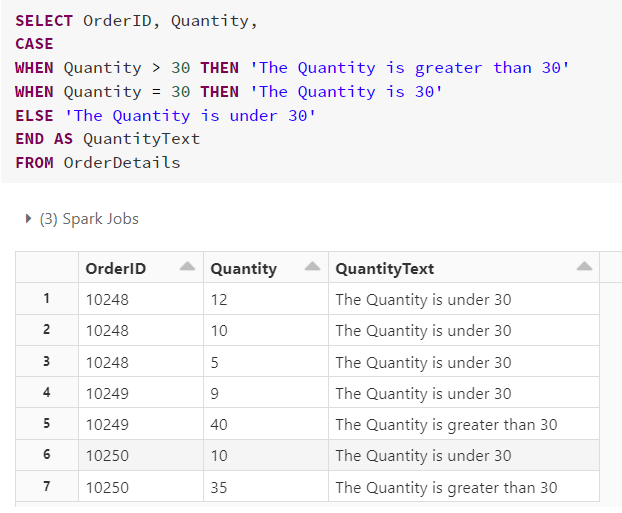 SELECT OrderID, Quantity,
CASE
WHEN Quantity > 30 THEN 'The Quantity is greater than 30'
WHEN Quantity = 30 THEN 'The Quantity is 30'
ELSE 'The Quantity is under 30'
END AS QuantityText
FROM OrderDetails
(3) Spark Jobs
OrderID Quantity QuantityText
1 10248 12 The Quantity is under 30
2 10248 10 The Quantity is under 30
3 10248 5 The Quantity is under 30
4 10249 9 The Quantity is under 30
5 10249 40 The Quantity is greater than 30
6 10250 10 The Quantity is under 30
7 10250 35 The Quantity is greater than 30